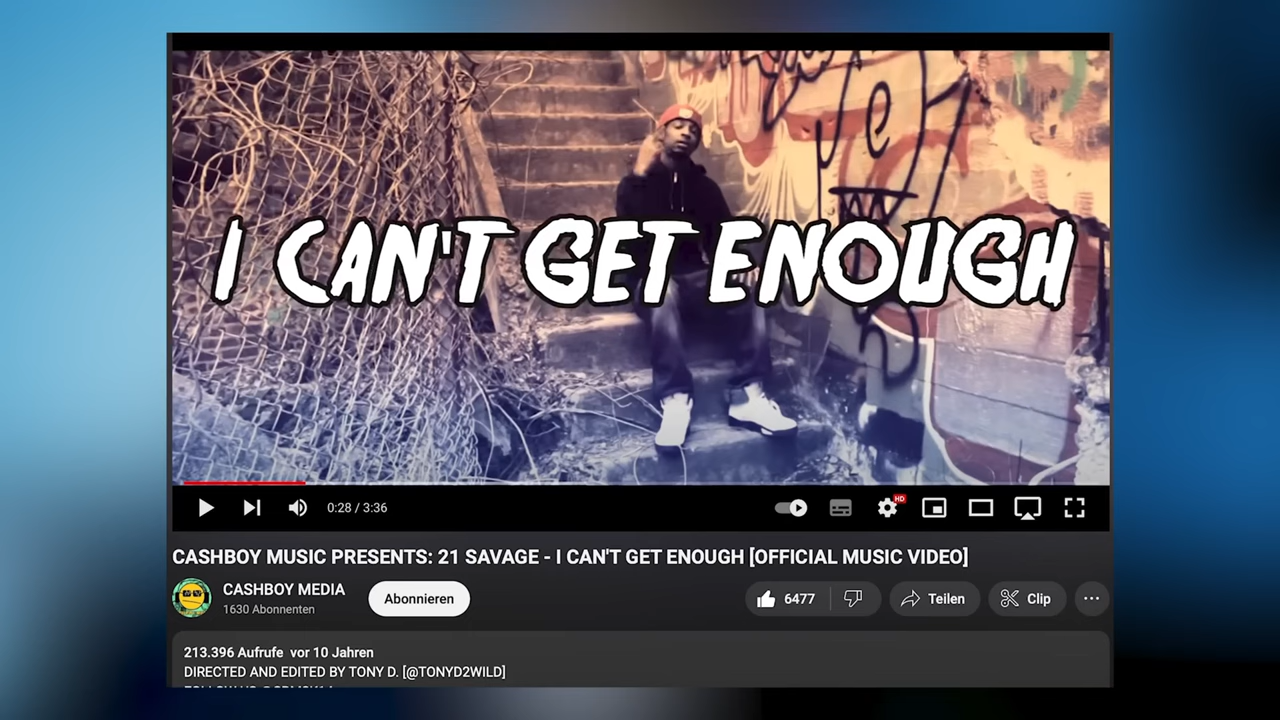 I CAN'T GET ENOUGH
0:28 / 3:36
HD
CASHBOY MUSIC PRESENTS: 21 SAVAGE - I CAN'T GET ENOUGH [OFFICIAL MUSIC VIDEO]
CASHBOY MEDIA
1630 Abonnenten
Abonnieren
6477
Teilen
Clip
213.396 Aufrufe vor 10 Jahren
DIRECTED AND EDITED BY TONY D. [@TONYD2WILD]